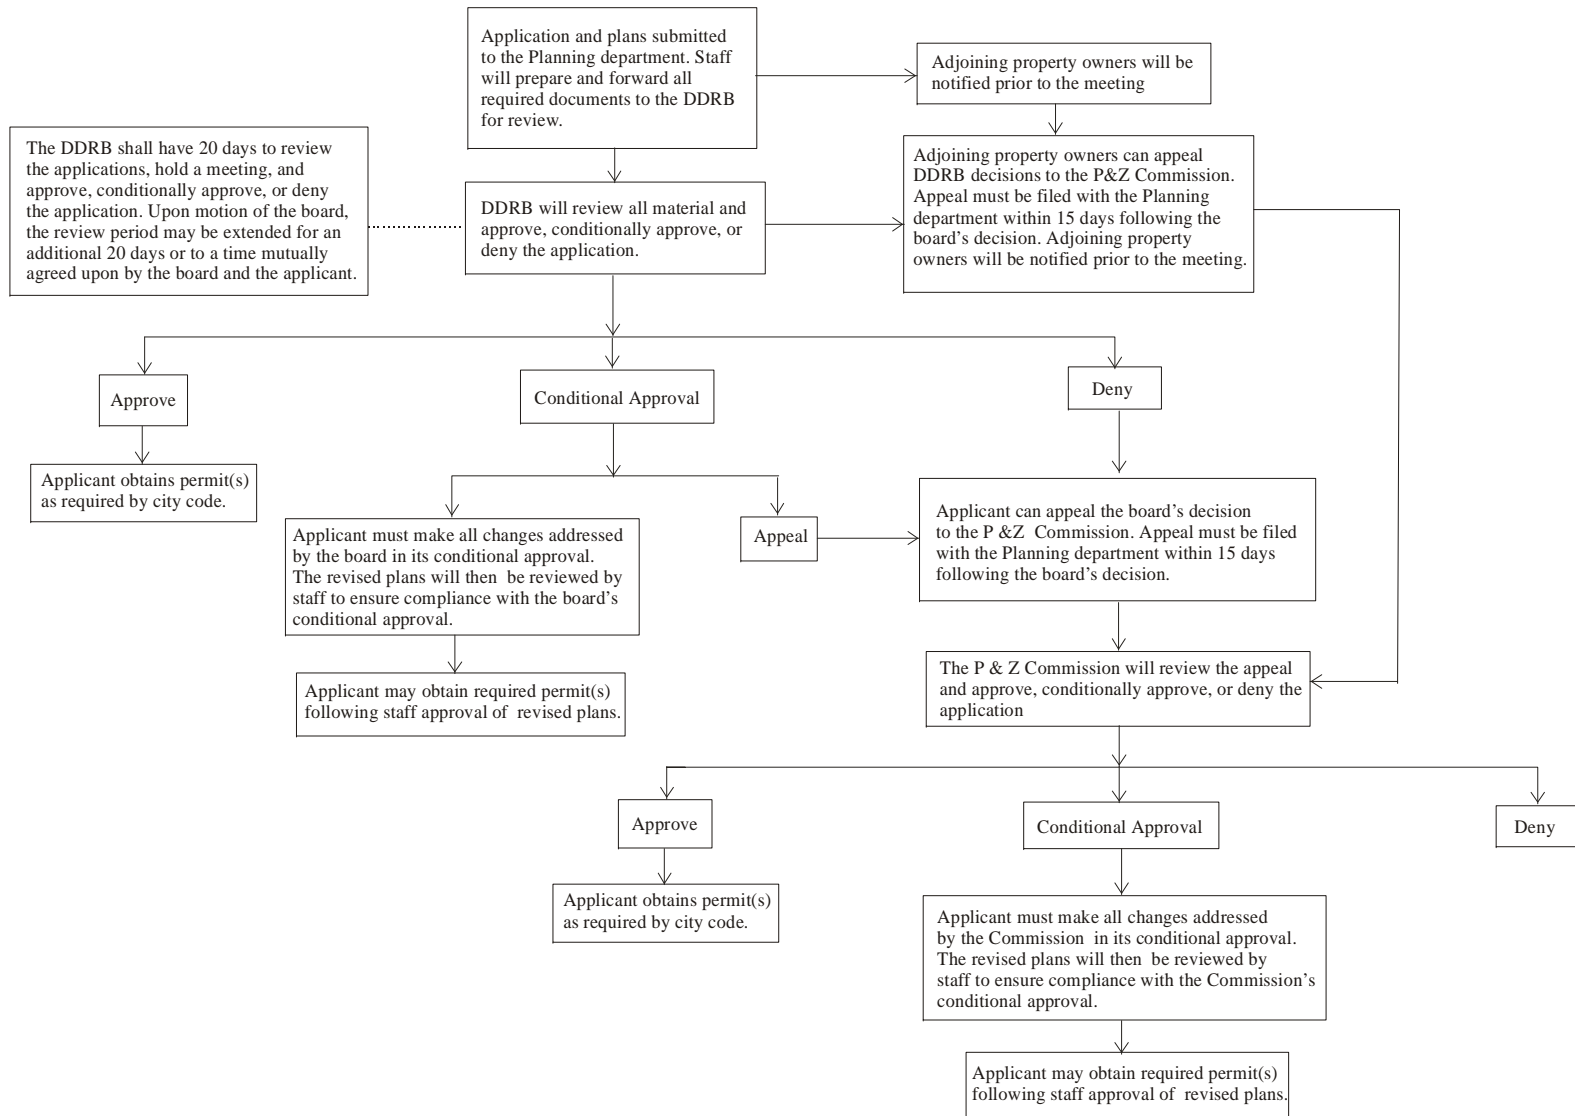 Application and plans submitted
to the Planning department. Staff
will prepare and forward all
required documents to the DDRB
for review.
Adjoining property owners will be
notified prior to the meeting
The DDRB shall have 20 days to review
the applications, hold a meeting, and
approve, conditionally approve, or deny
the application. Upon motion of the board,
the review period may be extended for an
additional 20 days or to a time mutually
agreed upon by the board and the applicant.
DDRB will review all material and
approve, conditionally approve, or
deny the application.
Adjoining property owners can appeal
DDRB decisions to the P&Z Commission.
Appeal must be filed with the Planning
department within 15 days following the
board's decision. Adjoining property
owners will be notified prior to the meeting.
Approve
Conditional Approval
Deny
Applicant obtains permit(s)
as required by city code.
Applicant must make all changes addressed
by the board in its conditional approval.
The revised plans will then be reviewed by
staff to ensure compliance with the board's
conditional approval.
Appeal
Applicant can appeal the board's decision
to the P &Z Commission. Appeal must be filed
with the Planning department within 15 days
following the board's decision.
Applicant may obtain required permit(s)
following staff approval of revised plans.
The P & Z Commission will review the appeal
and approve, conditionally approve, or deny the
application
Approve
Conditional Approval
Deny
Applicant obtains permit(s)
as required by city code.
Applicant must make all changes addressed
by the Commission in its conditional approval.
The revised plans will then be reviewed by
staff to ensure compliance with the Commission's
conditional approval.
Applicant may obtain required permit(s)
following staff approval of revised plans.